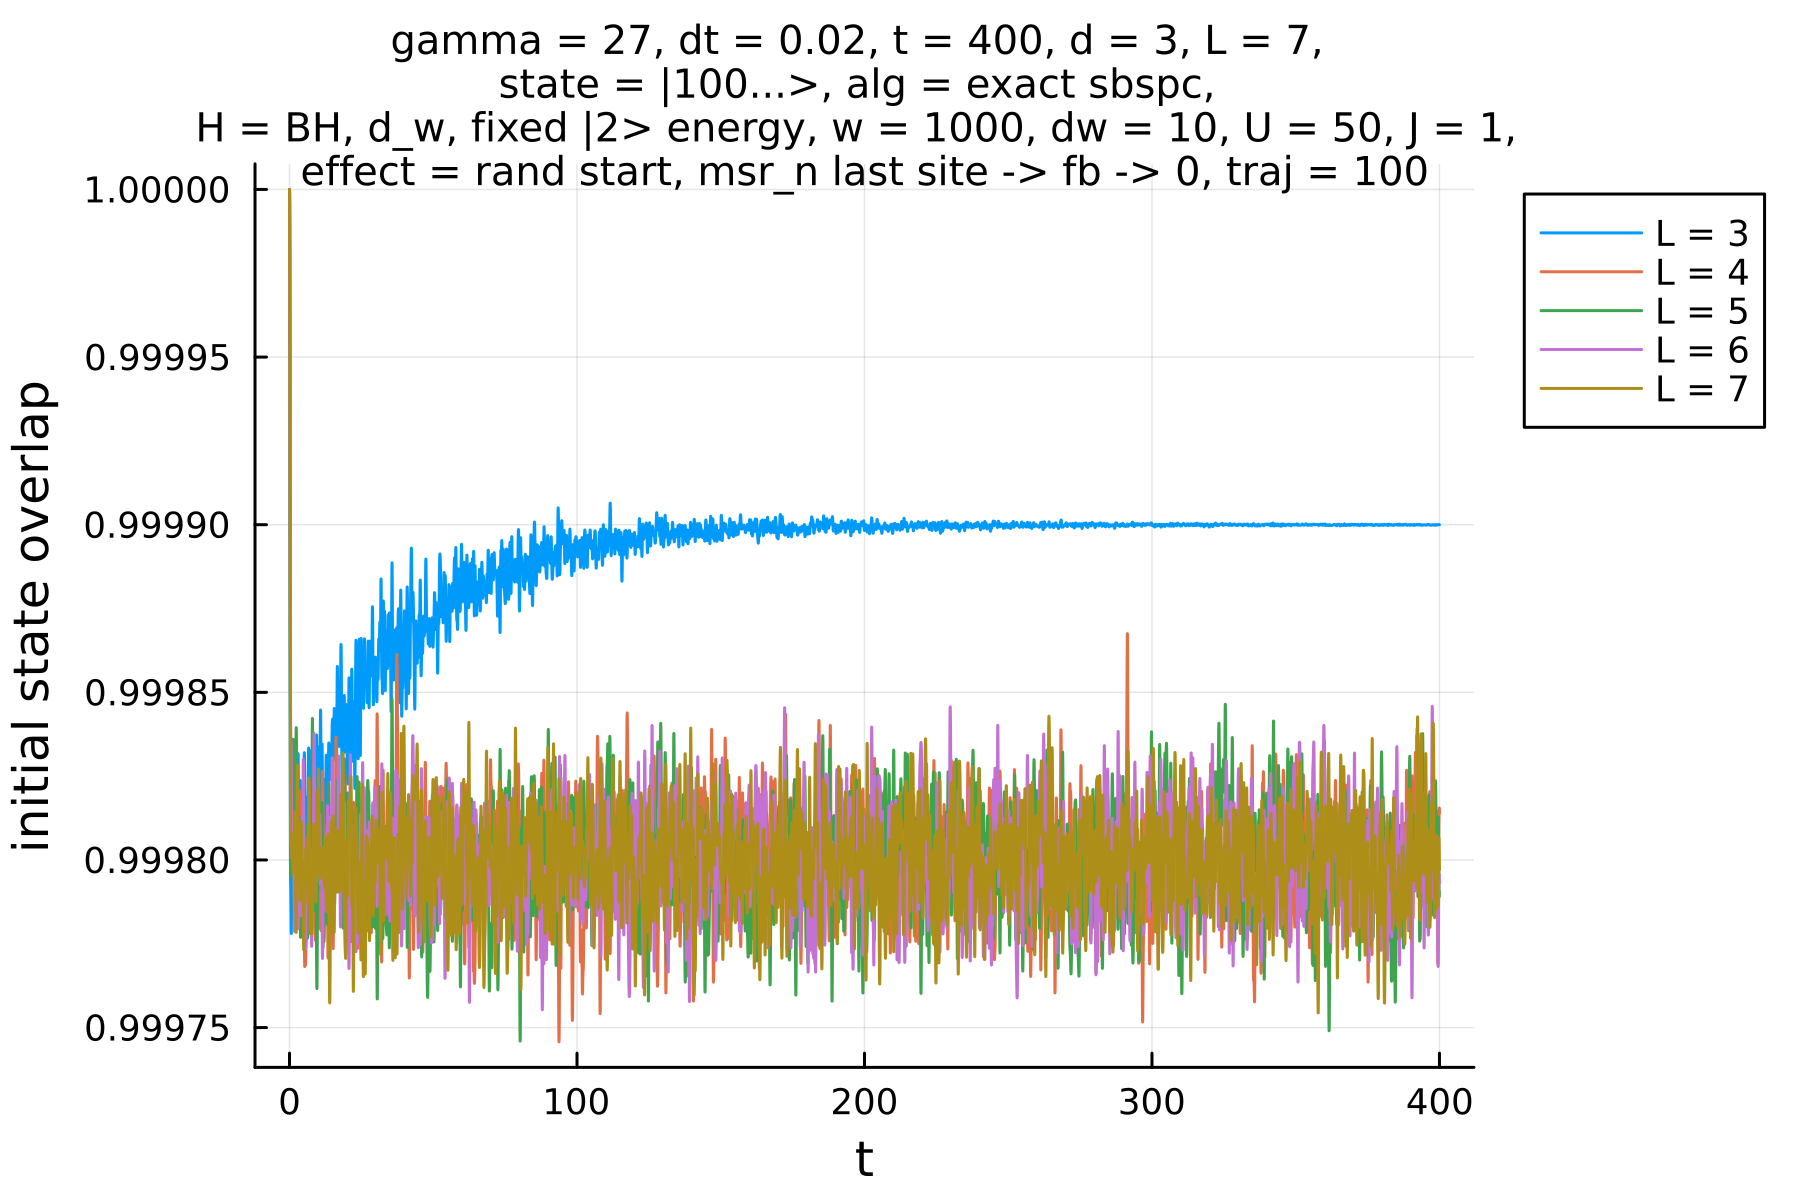 gamma = 27, dt = 0.02, t = 400, d = 3, L = 7,
state = |100...>, alg = exact sbspc,
H = BH, d_w, fixed |2> energy, w = 1000, dw = 10, U = 50, J = 1,
effect = rand start, msr_n last site -> fb -> 0, traj = 100
1.00000
0.99995
0.99990
0.99985
0.99980
0.99975
initial state overlap
0
100
200
300
400
t
L = 3
L = 4
L = 5
L = 6
L = 7